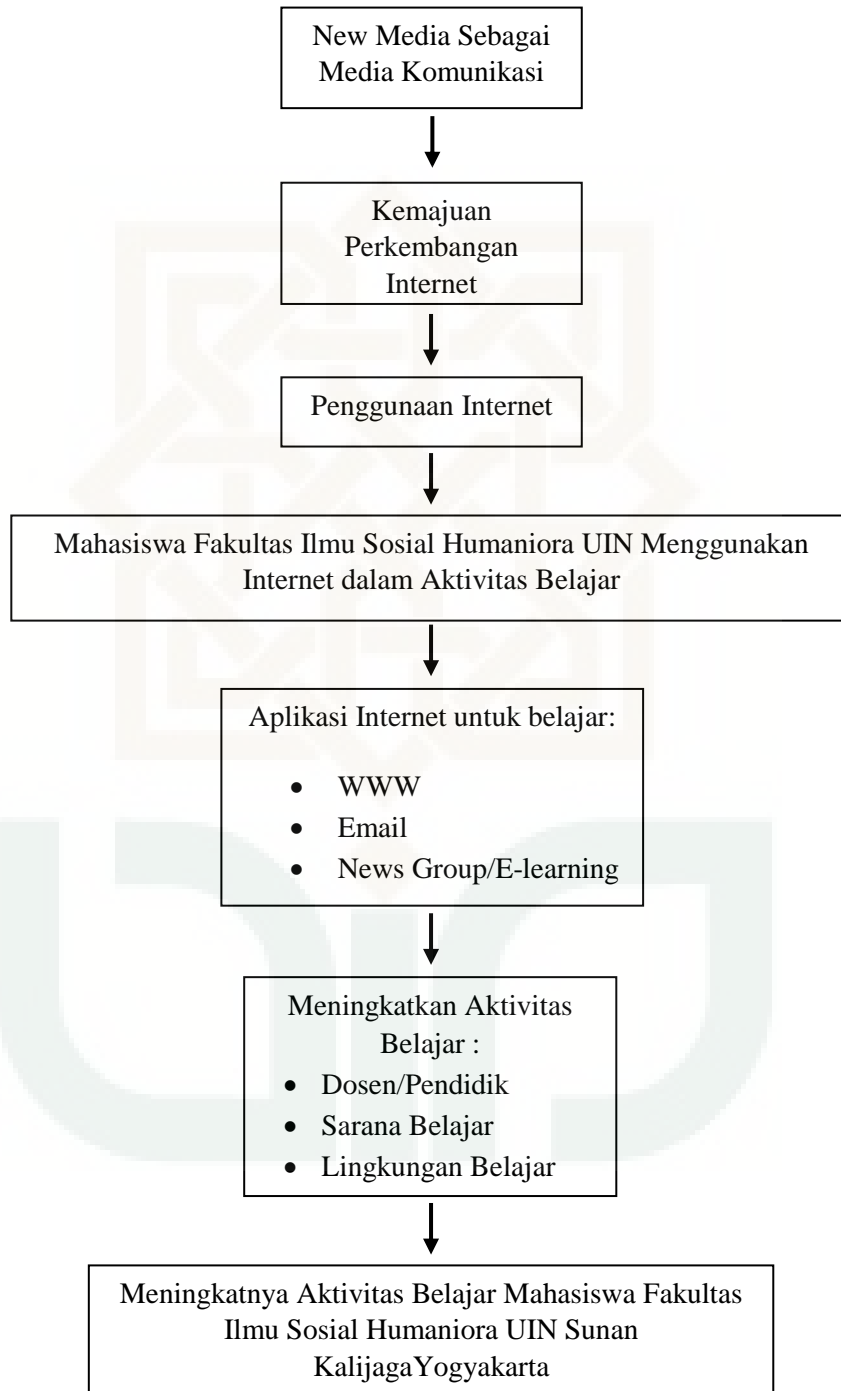 New Media Sebagai
Media Komunikasi
Kemajuan
Perkembangan
Internet
Penggunaan Internet
Mahasiswa Fakultas Ilmu Sosial Humaniora UIN Menggunakan
Internet dalam Aktivitas Belajar
Aplikasi Internet untuk belajar:
• WWW
• Email
• News Group/E-learning
Meningkatkan Aktivitas
Belajar :
• Dosen/Pendidik
• Sarana Belajar
• Lingkungan Belajar
Meningkatnya Aktivitas Belajar Mahasiswa Fakultas
Ilmu Sosial Humaniora UIN Sunan
KalijagaYogyakarta